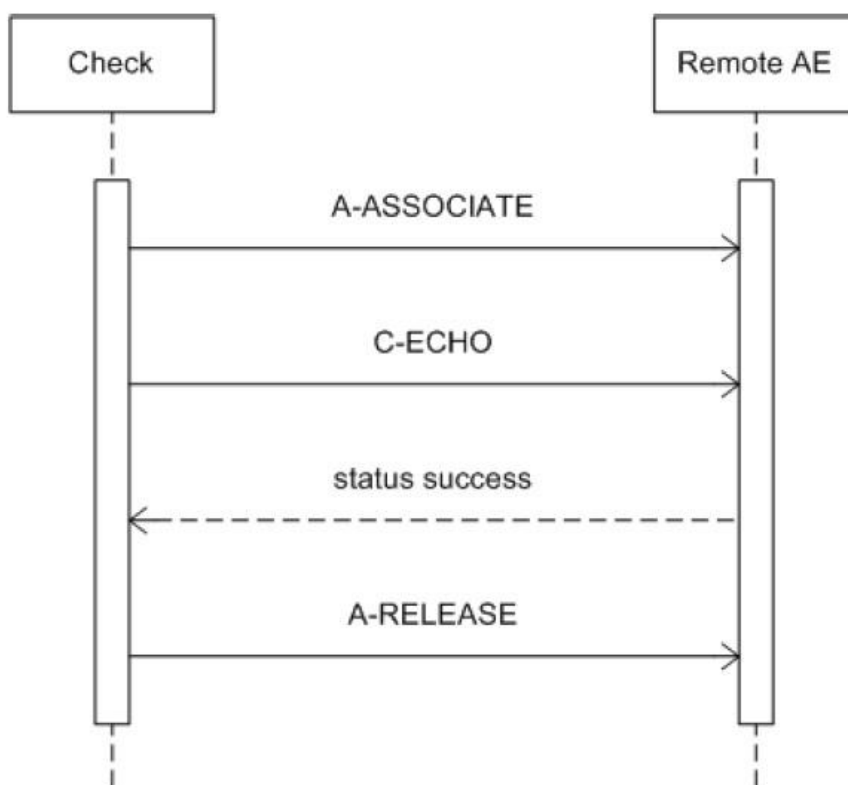 Check
Remote AE
A-ASSOCIATE
C-ECHO
status success
A-RELEASE